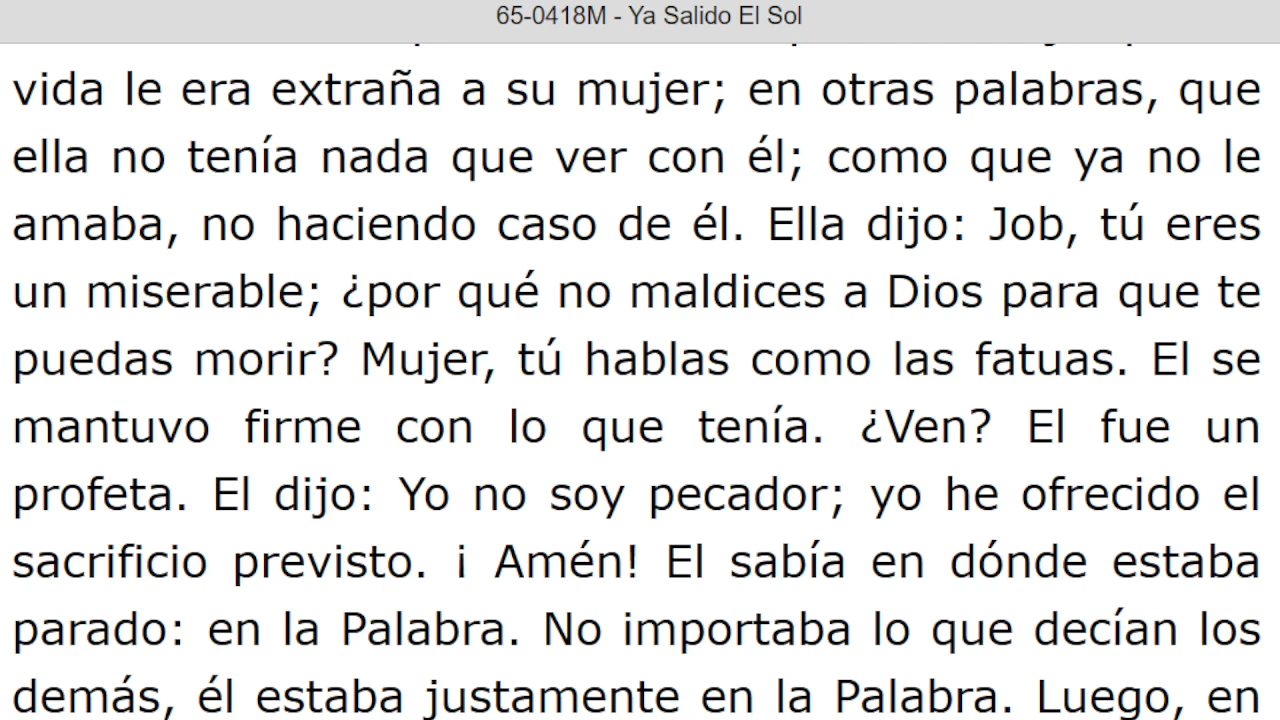 65-0418M - Ya Salido El Sol
vida le era extraña a su mujer; en otras palabras, que
ella no tenía nada que ver con él; como que ya no le
amaba, no haciendo caso de él. Ella dijo: Job, tú eres
un miserable; ¿por qué no maldices a Dios para que te
puedas morir? Mujer, tú hablas como las fatuas. El se
mantuvo firme con lo que tenía. ¿Ven? El fue un
profeta. El dijo: Yo no soy pecador; yo he ofrecido el
sacrificio previsto. ¡ Amén! El sabía en dónde estaba
parado: en la Palabra. No importaba lo que decían los
demás, él estaba justamente en la Palabra. Luego, en